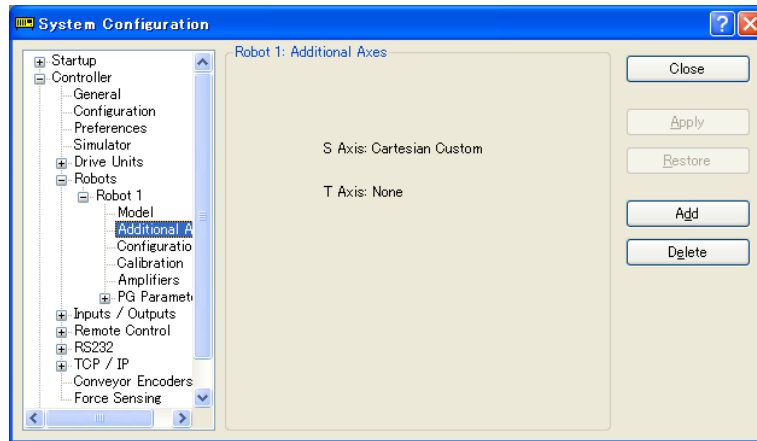 System Configuration
Startup
Controller
General
Configuration
Preferences
Simulator
Drive Units
Robots
Robot 1
Model
Additional A
Configuratio
Calibration
Amplifiers
PG Paramet
Inputs / Outputs
Remote Control
RS232
TCP / IP
Conveyor Encoders
Force Sensing
Robot 1: Additional Axes
S Axis: Cartesian Custom
T Axis: None
Close
Apply
Restore
Add
Delete